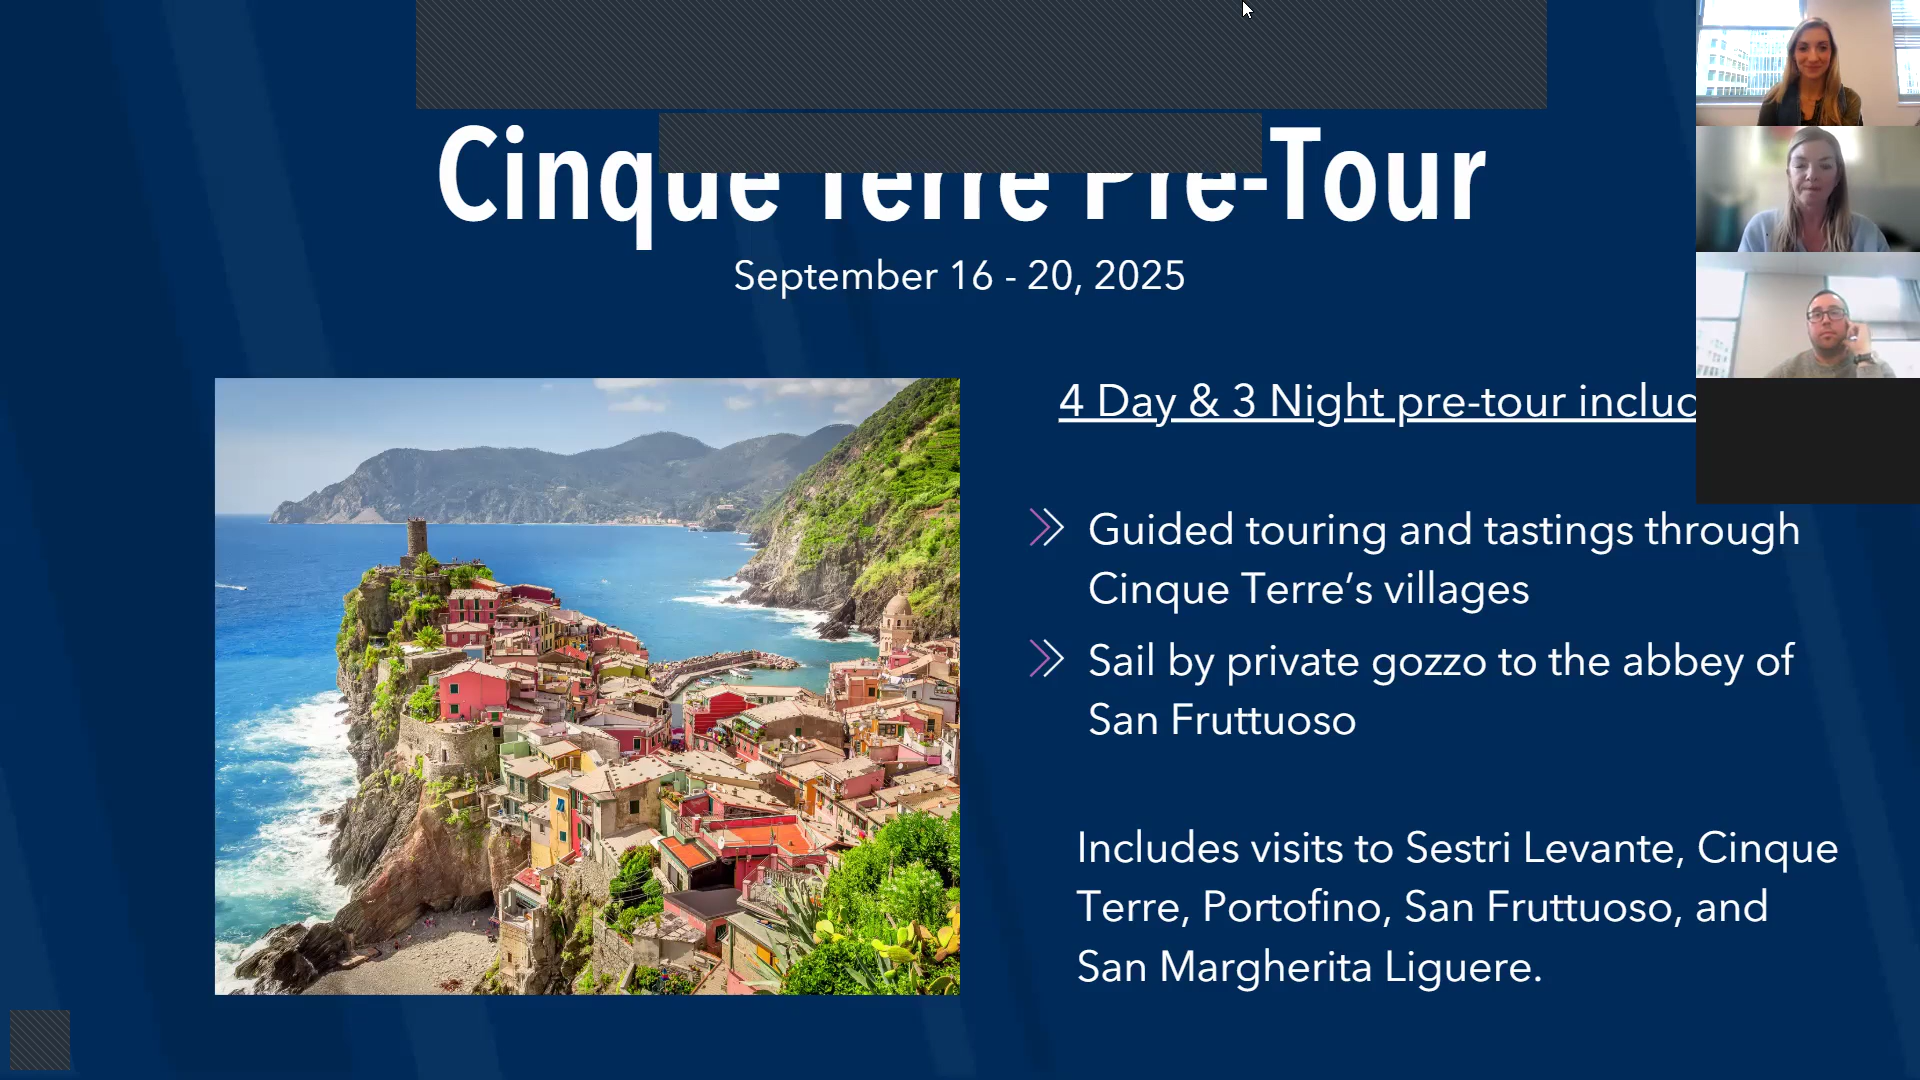 Cinque Terre Pre-Tour
September 16 - 20, 2025
4 Day & 3 Night pre-tour
Guided touring and tastings through
Cinque Terre’s villages
Sail by private gozzo to the abbey of
San Fruttuoso
Includes visits to Sestri Levante, Cinque
Terre, Portofino, San Fruttuoso, and
San Margherita Liguere.